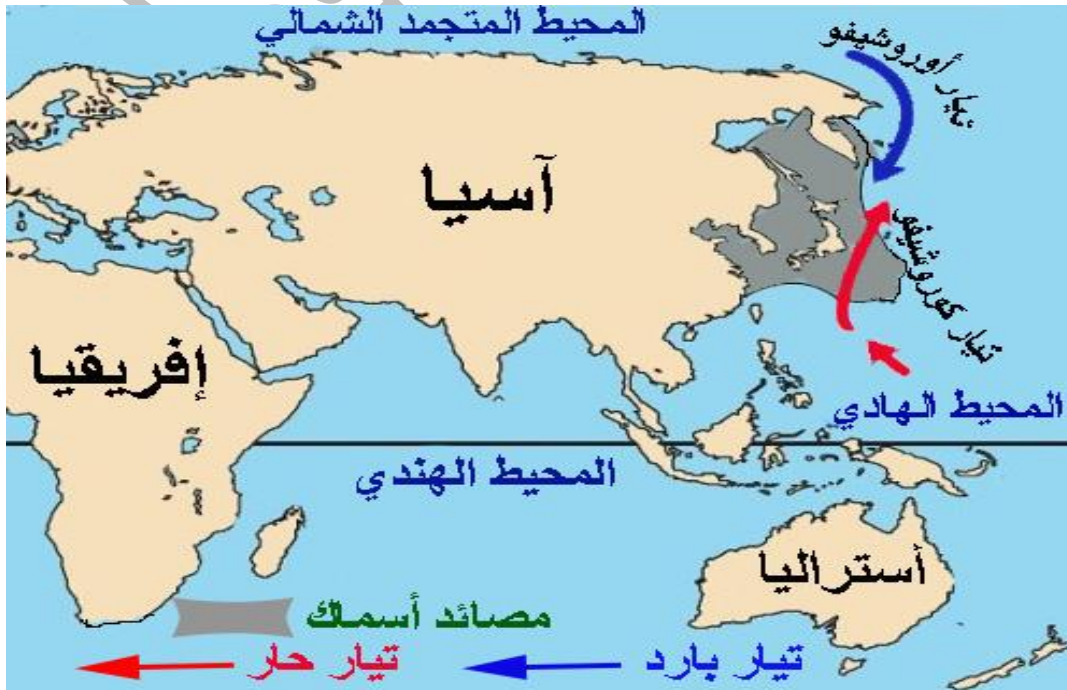 المحيط المتجمد الشمالي
تيار أوروشيفو
آسيا
تيار كوروشيفو
إفريقيا
المحيط الهادي
المحيط الهندي
أستراليا
مصائد أسماك
تيار بارد
تيار حار